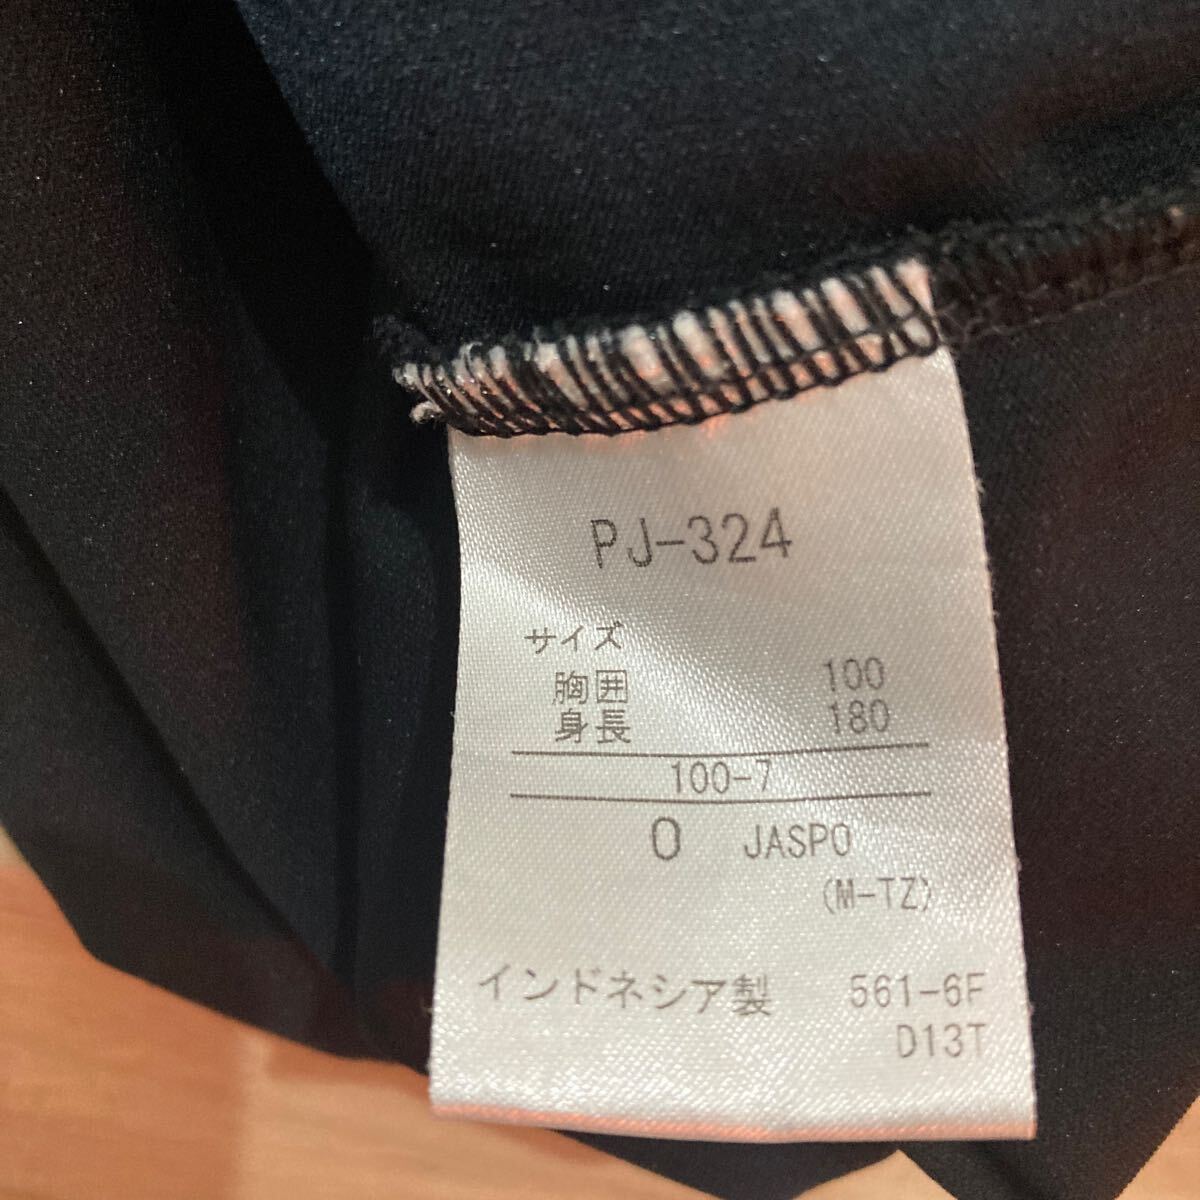 PJ-324
サイズ
胸囲 100
身長 180
100-7
O JASPO
(M-TZ)
インドネシア製 561-6F
D13T